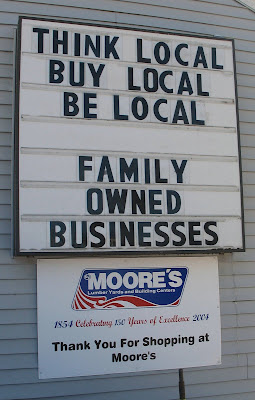 THINK LOCAL
BUY LOCAL
BE LOCAL
FAMILY
OWNED
BUSINESSES
MOORE'S
Lumber Yards and Building Centers
1854 Celebrating 150 Years of Excellence 2004
Thank You For Shopping at
Moore's